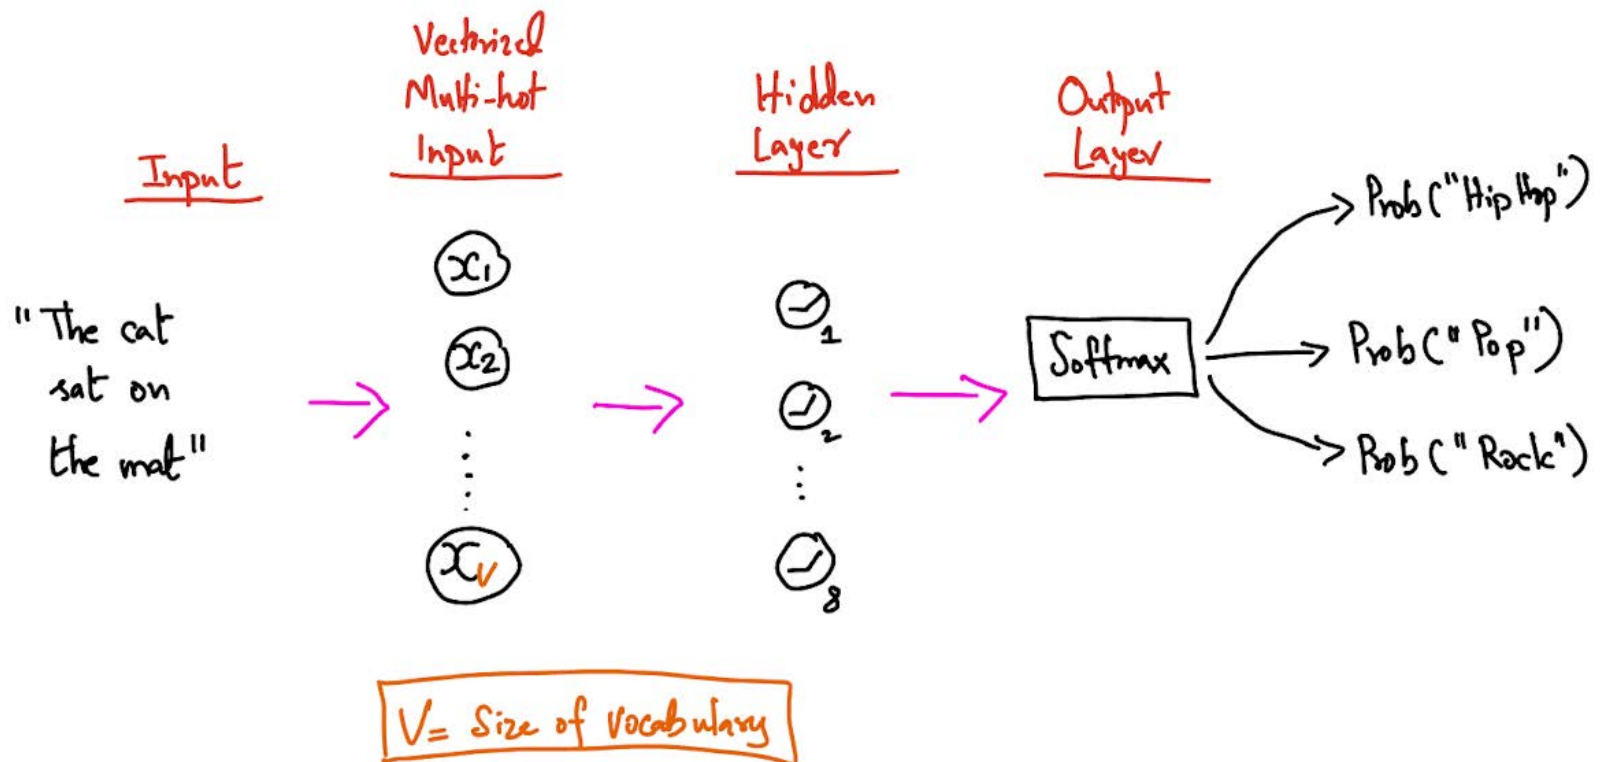 Input
Vectorized
Multi-hot
Input
Hidden
Layer
Output
Layer
"The cat
sat on
the mat"
x1
x2
xV
1
2
8
Softmax
Prob("Hip Hop")
Prob("Pop")
Prob("Rock")
V= Size of vocabulary